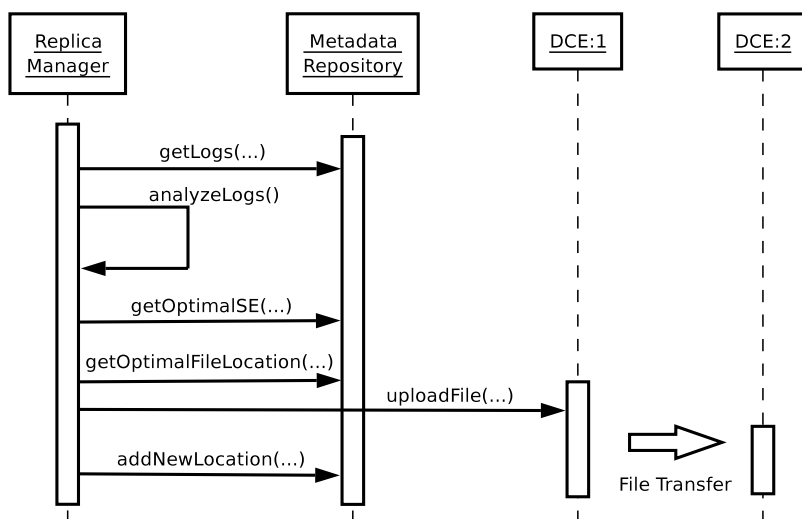 Replica
Manager
Metadata
Repository
DCE:1
DCE:2
getLogs(...)
analyzeLogs()
getOptimalSE(...)
getOptimalFileLocation(...)
uploadFile(...)
addNewLocation(...)
File Transfer